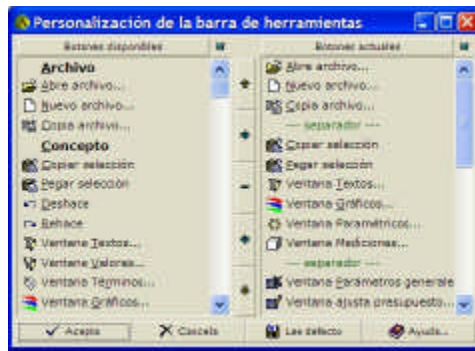 Personalización de la barra de herramientas
Botones disponibles
Botones actuales
Archivo
Abre archivo...
Nuevo archivo...
Copia archivo...
Concepto
Copiar selección
Pegar selección
Deshace
Rehace
Ventana Textos...
Ventana Valores...
Ventana Términos...
Ventana Gráficos...
Abre archivo...
Nuevo archivo...
Copia archivo...
---- separador ----
Copiar selección
Pegar selección
Ventana Textos...
Ventana Gráficos...
Ventana Paramétricos...
Ventana Mediciones...
---- separador ----
Ventana Parámetros generale
Ventana ajusta presupuesto...
Acepta
Cancela
Lee defecto
Ayuda...